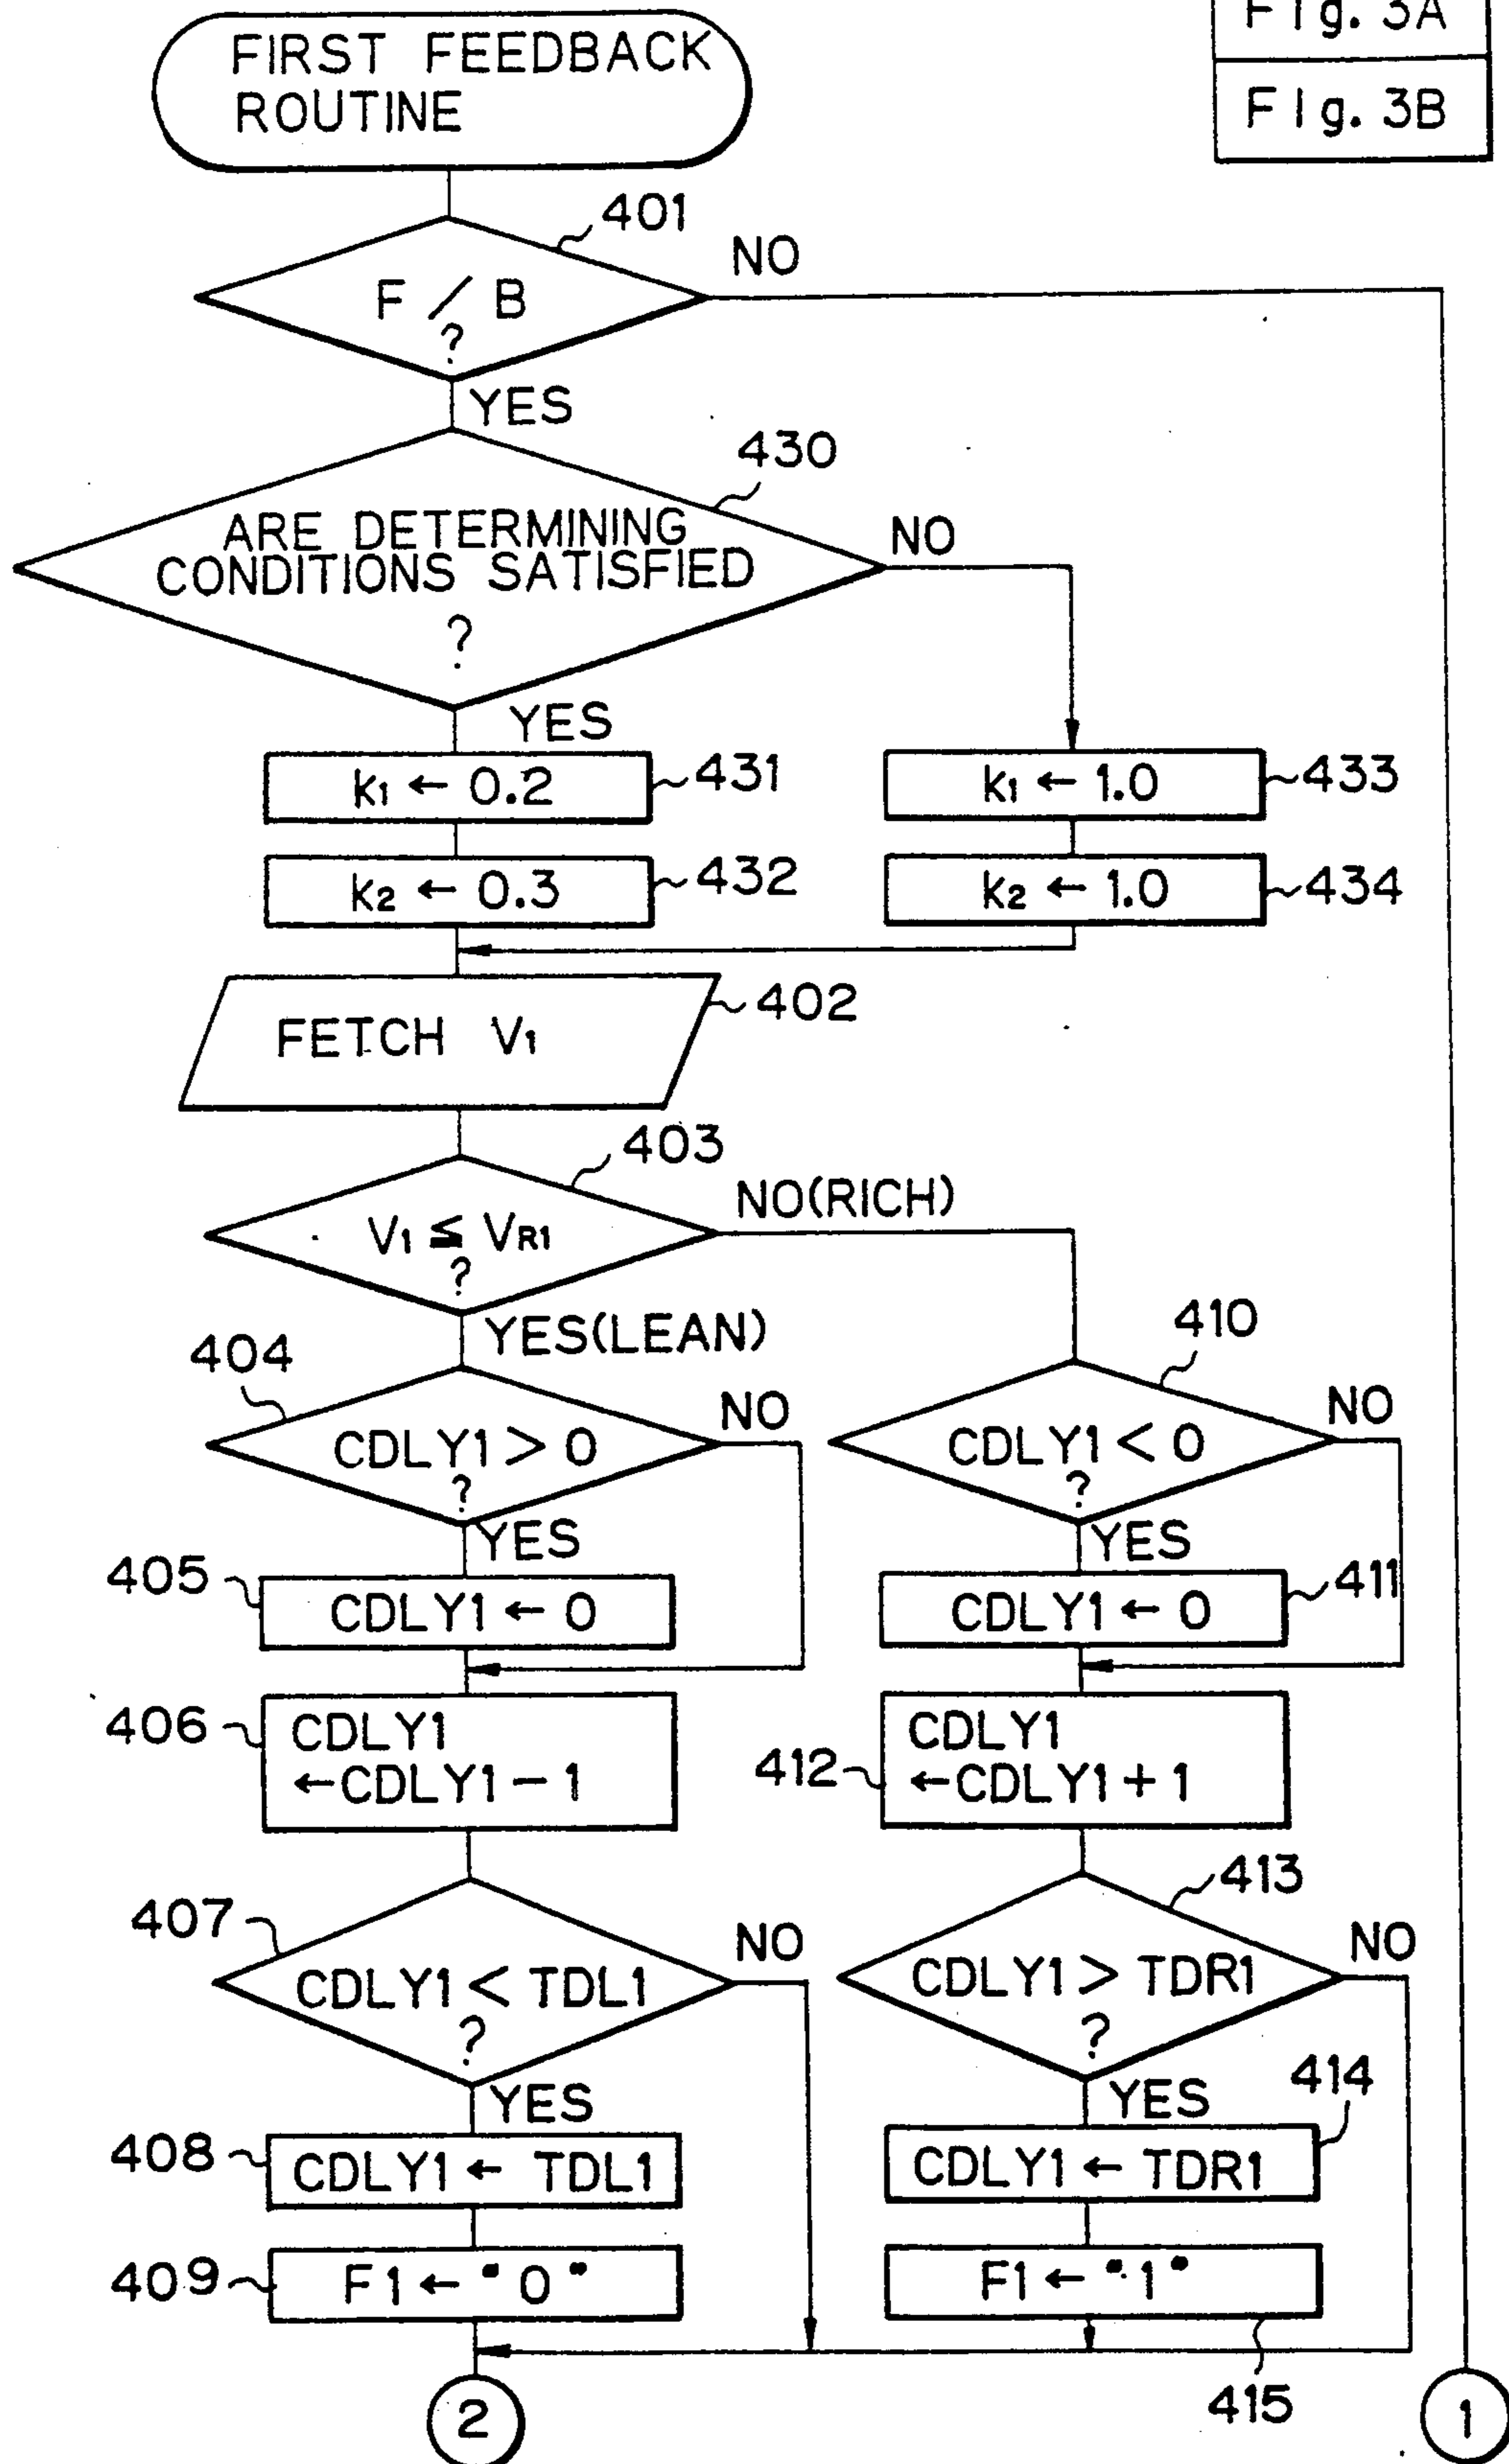 Fig. 3A
Fig. 3B
FIRST FEEDBACK
ROUTINE
401
F / B
?
NO
YES
430
ARE DETERMINING
CONDITIONS SATISFIED
?
NO
YES
k1 ← 0.2
431
k1 ← 1.0
433
k2 ← 0.3
432
k2 ← 1.0
434
FETCH V1
402
403
V1 ≦ VR1
?
NO(RICH)
YES(LEAN)
404
CDLY1 > 0
?
NO
YES
410
CDLY1 < 0
?
NO
YES
405
CDLY1 ← 0
CDLY1 ← 0
411
406
CDLY1
←CDLY1 - 1
412
CDLY1
←CDLY1 + 1
407
CDLY1 < TDL1
?
NO
YES
413
CDLY1 > TDR1
?
NO
YES
408
CDLY1 ← TDL1
414
CDLY1 ← TDR1
409
F1 ← "0"
F1 ← "1"
415
2
1